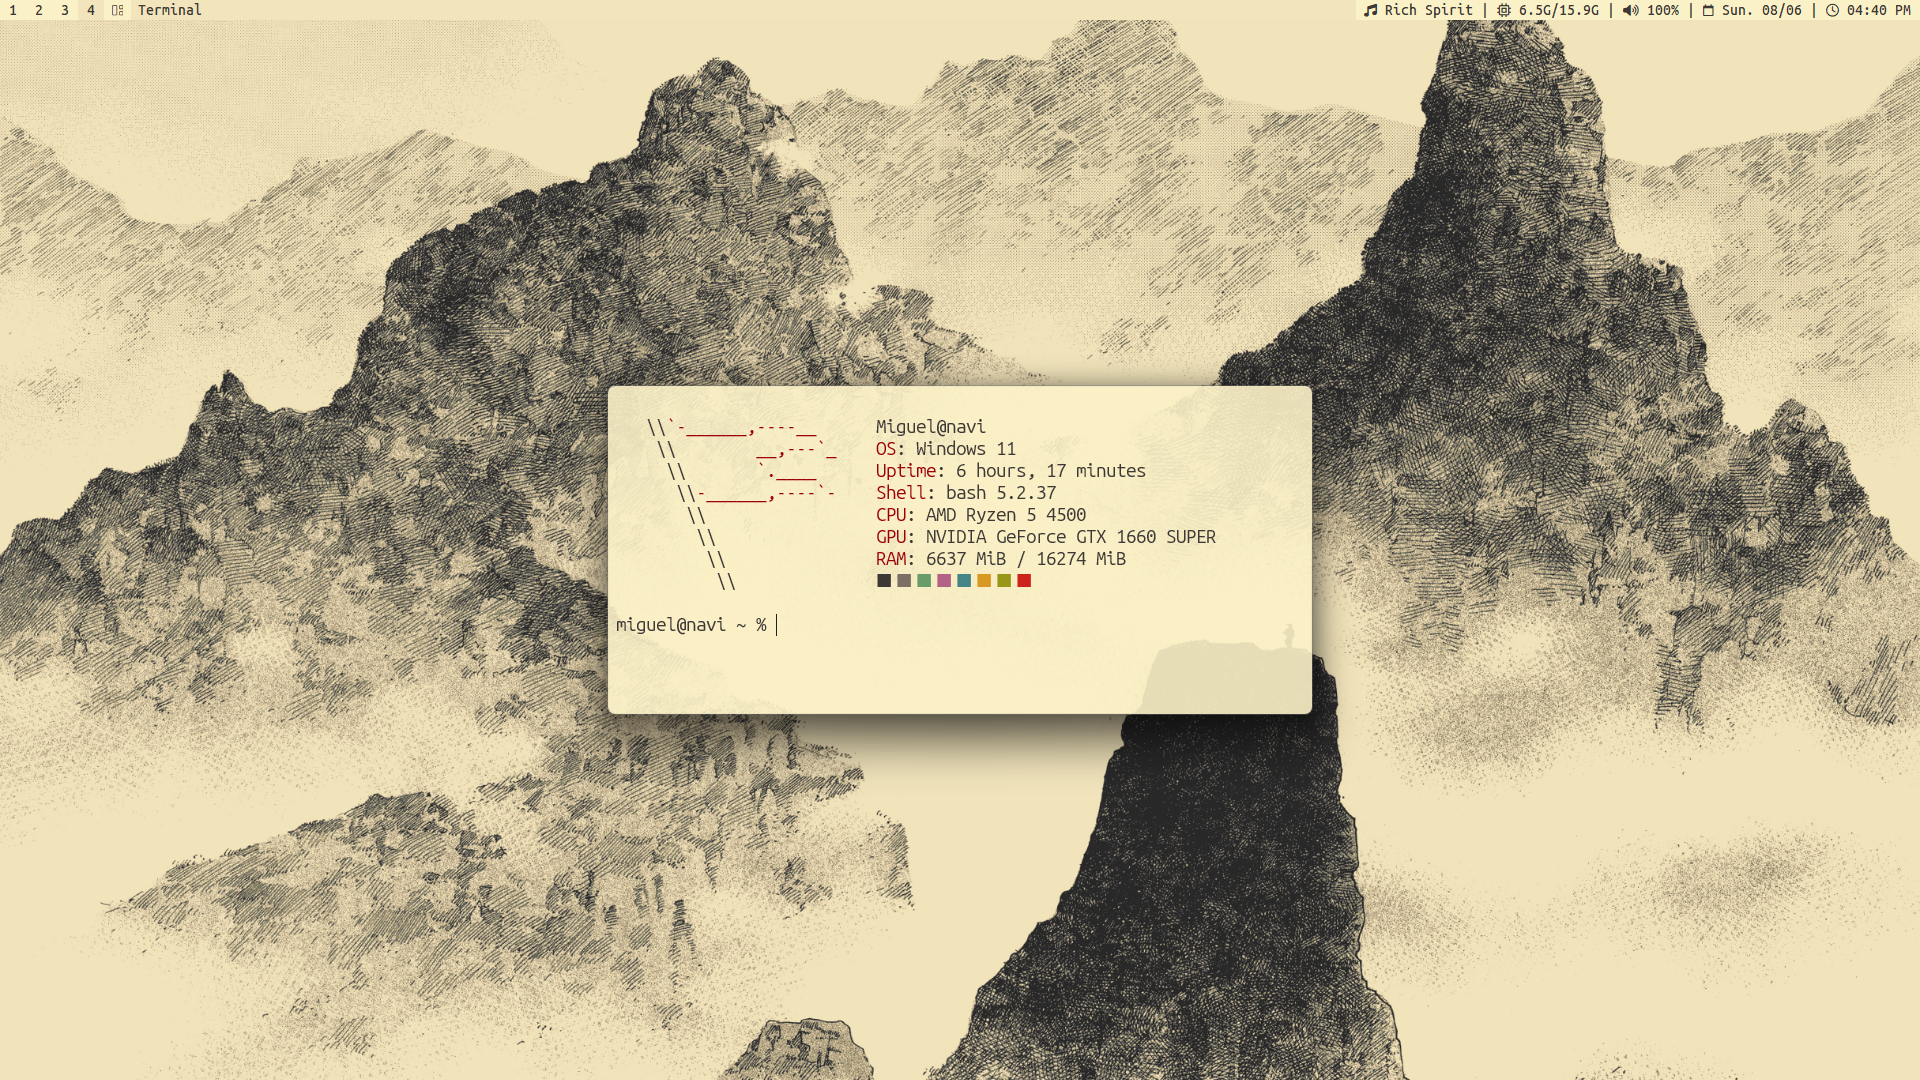 1 2 3 4 Terminal
Rich Spirit | 6.5G/15.9G | 100% | Sun. 08/06 | 04:40 PM
\\`-______,----__
\\ __,---`_
\\ `.____
\\-______,----`-
\\
\\
\\
\\
Miguel@navi
OS: Windows 11
Uptime: 6 hours, 17 minutes
Shell: bash 5.2.37
CPU: AMD Ryzen 5 4500
GPU: NVIDIA GeForce GTX 1660 SUPER
RAM: 6637 MiB / 16274 MiB
miguel@navi ~ %